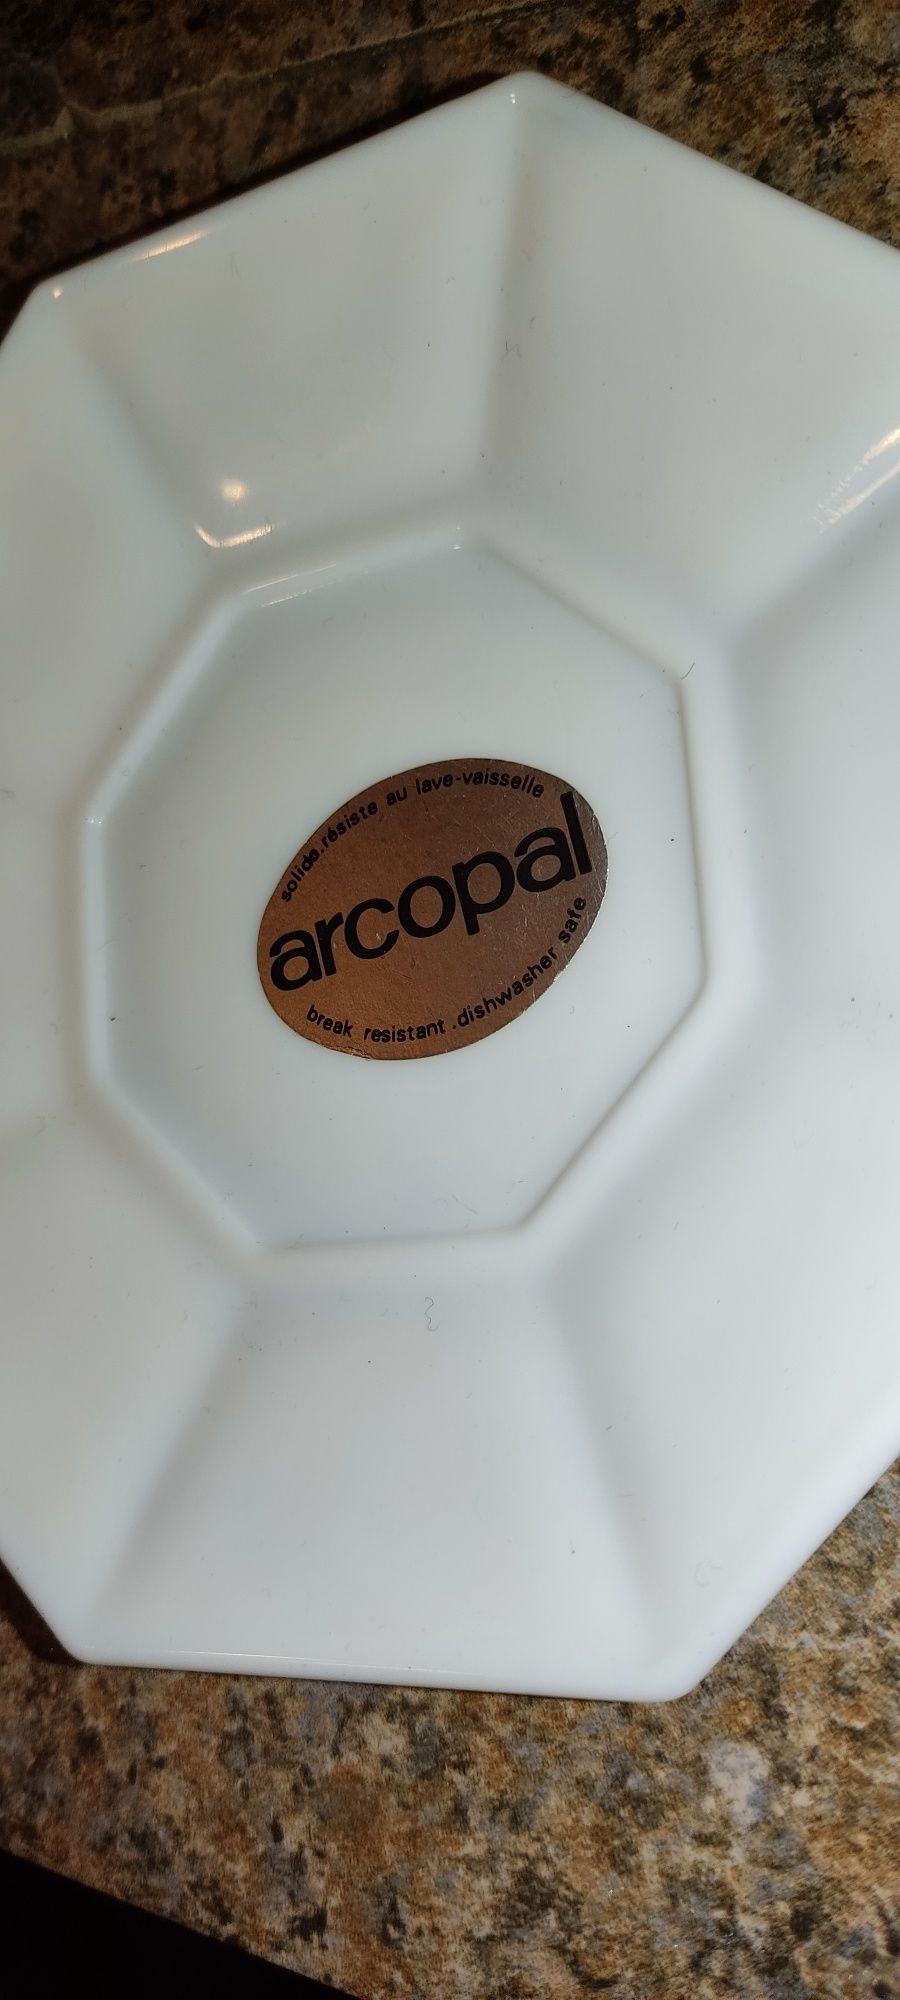 solide.résiste au lave-vaisselle
arcopal
break resistant .dishwasher safe